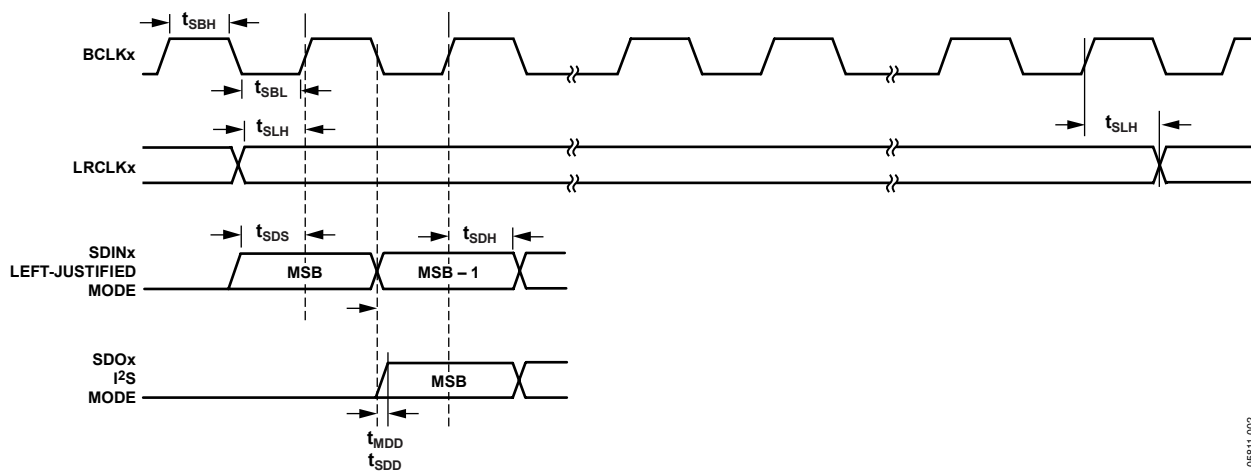 tSBH
BCLKx
tSBL
tSLH
tSLH
LRCLKx
tSDS
tSDH
SDINx
LEFT-JUSTIFIED
MODE
MSB
MSB – 1
SDOx
I²S
MODE
MSB
tMDD
tSDD
05811-002